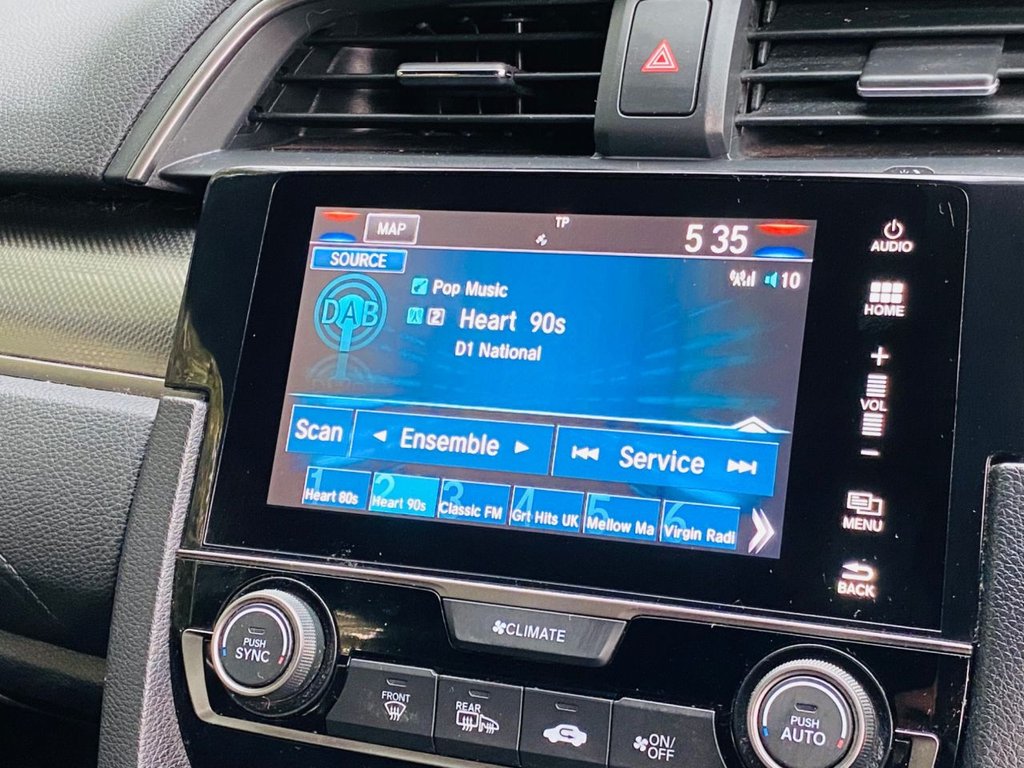 MAP
TP
5 35
SOURCE
10
DAB
Pop Music
2 Heart 90s
D1 National
Scan
Ensemble
Service
1 Heart 80s
2 Heart 90s
3 Classic FM
4 Grt Hits UK
5 Mellow Ma
6 Virgin Radi
AUDIO
HOME
+
VOL
-
MENU
BACK
CLIMATE
PUSH
SYNC
FRONT
REAR
ON/
OFF
PUSH
AUTO